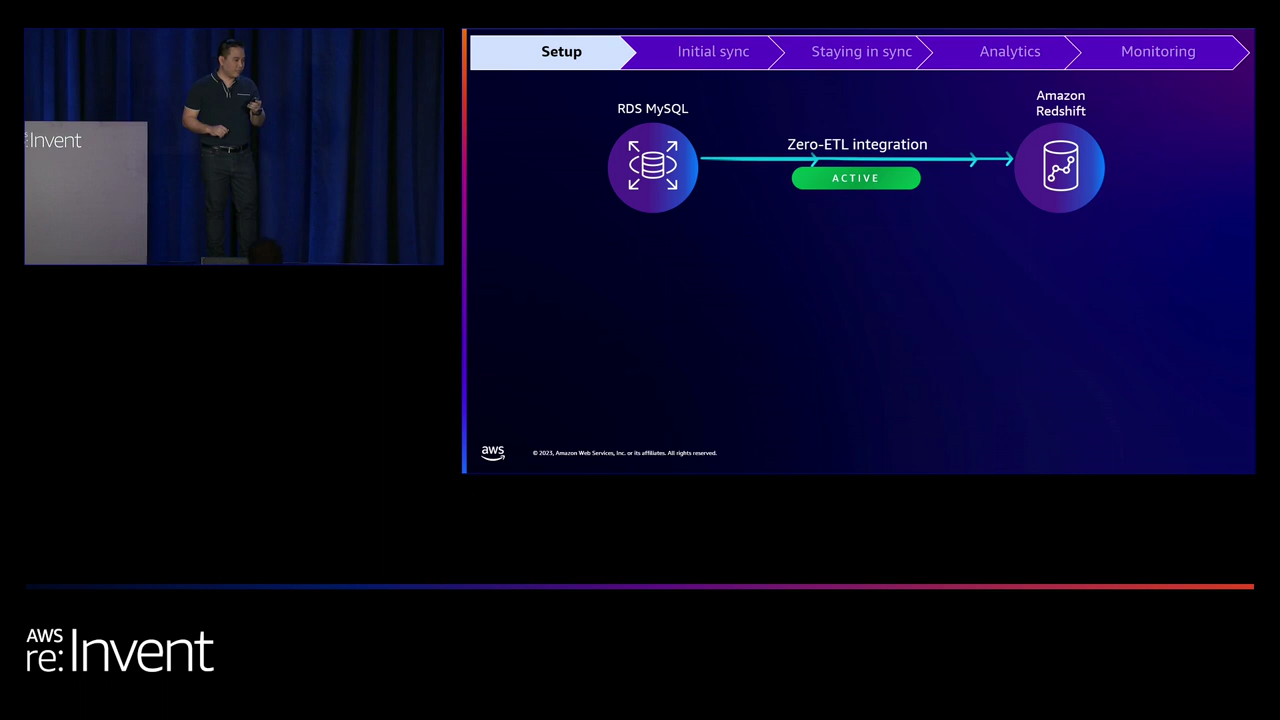 :Invent
Setup
Initial sync
Staying in sync
Analytics
Monitoring
RDS MySQL
Amazon
Redshift
Zero-ETL integration
ACTIVE
aws
© 2023, Amazon Web Services, Inc. or its affiliates. All rights reserved.
AWS
re:Invent